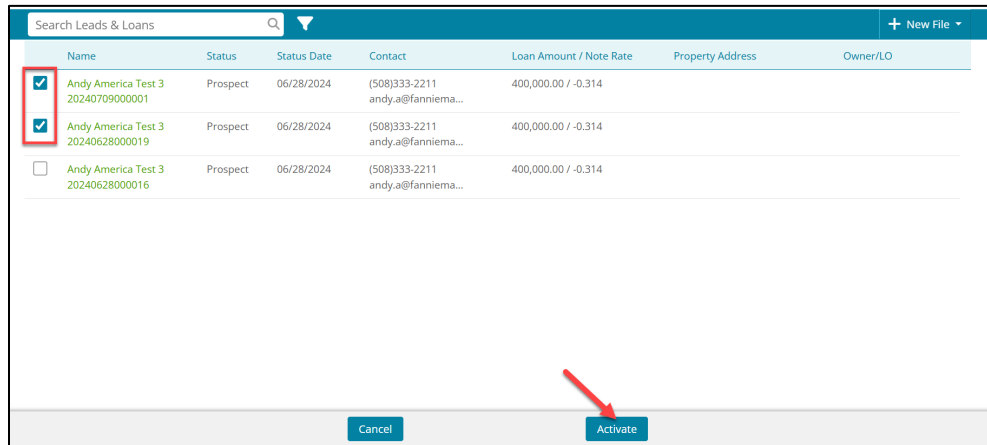 Search Leads & Loans
+ New File
Name Status Status Date Contact Loan Amount / Note Rate Property Address Owner/LO
Andy America Test 3 Prospect 06/28/2024 (508)333-2211 400,000.00 / -0.314
20240709000001 andy.a@fanniema...
Andy America Test 3 Prospect 06/28/2024 (508)333-2211 400,000.00 / -0.314
20240628000019 andy.a@fanniema...
Andy America Test 3 Prospect 06/28/2024 (508)333-2211 400,000.00 / -0.314
20240628000016 andy.a@fanniema...
Cancel Activate